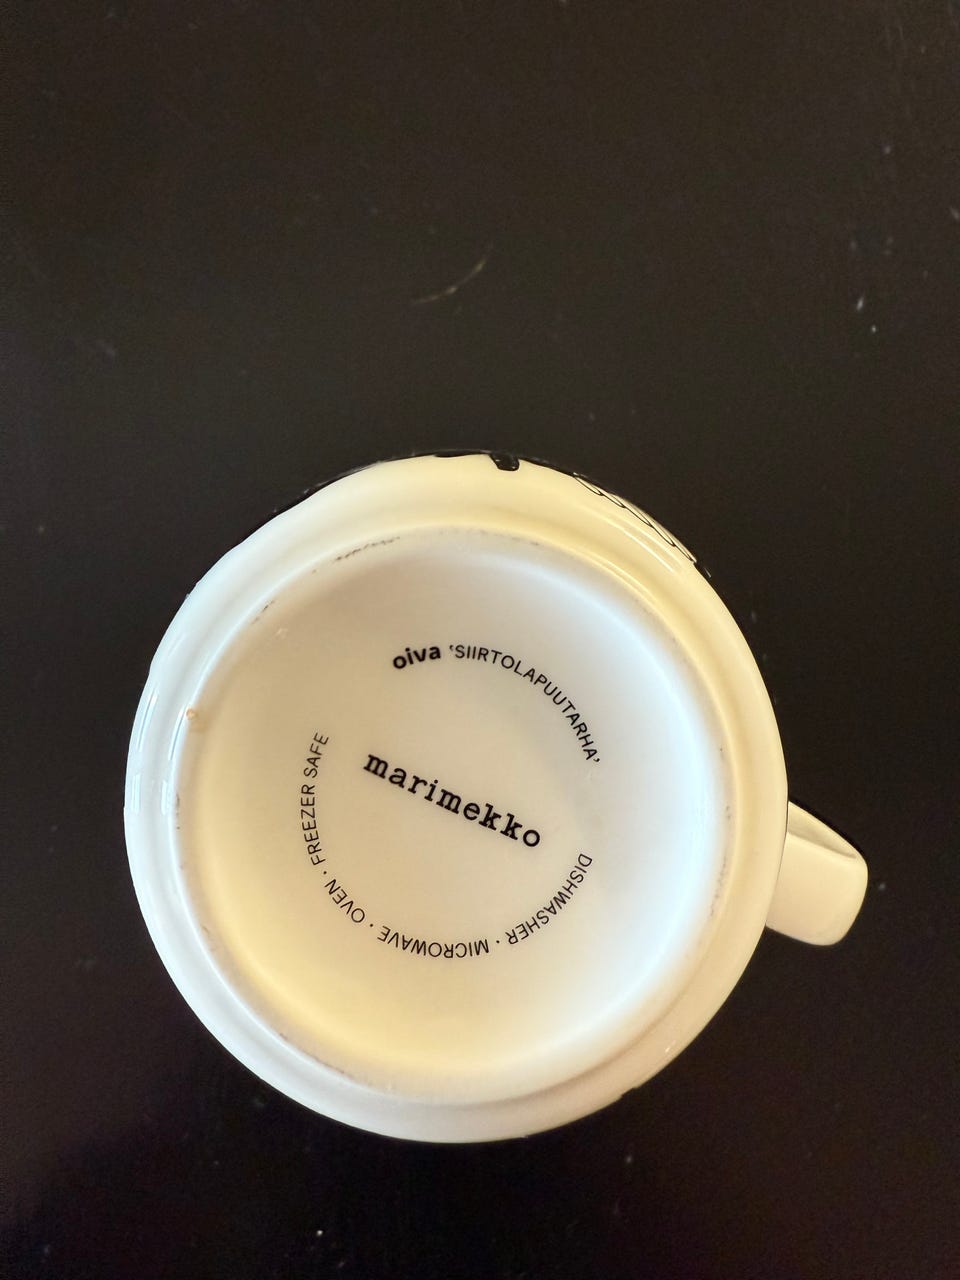 oiva ‘SIIRTOLAPUUTARHA’
marimekko
DISHWASHER · MICROWAVE · OVEN · FREEZER SAFE